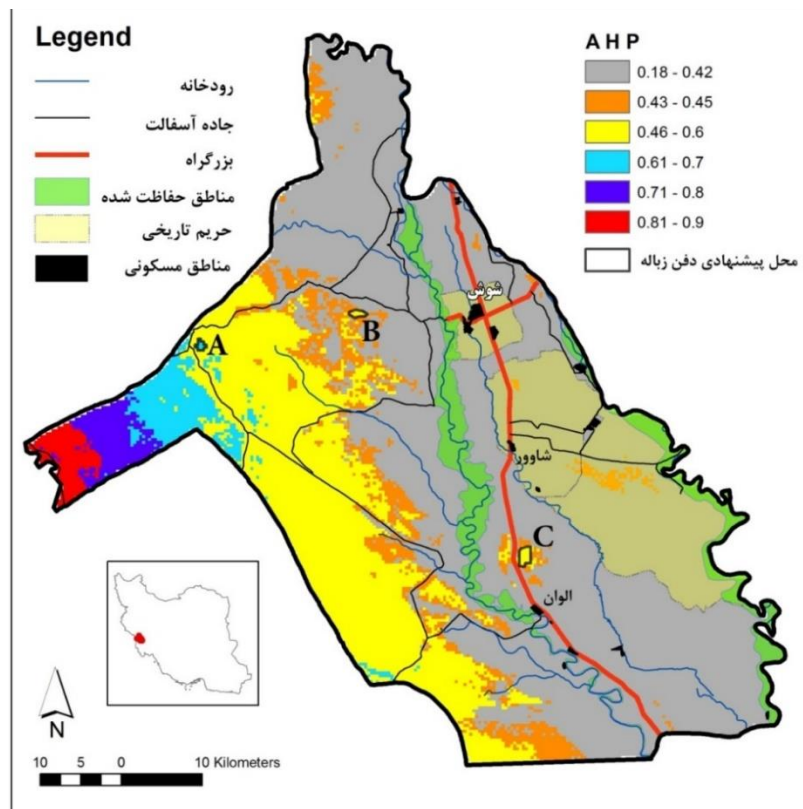 Legend
رودخانه
جاده آسفالت
بزرگراه
مناطق حفاظت شده
حریم تاریخی
مناطق مسکونی
A H P
0.18 - 0.42
0.43 - 0.45
0.46 - 0.6
0.61 - 0.7
0.71 - 0.8
0.81 - 0.9
محل پیشنهادی دفن زباله
شوش
B
A
شاوور
C
الوان
N
10 5 0 10 Kilometers